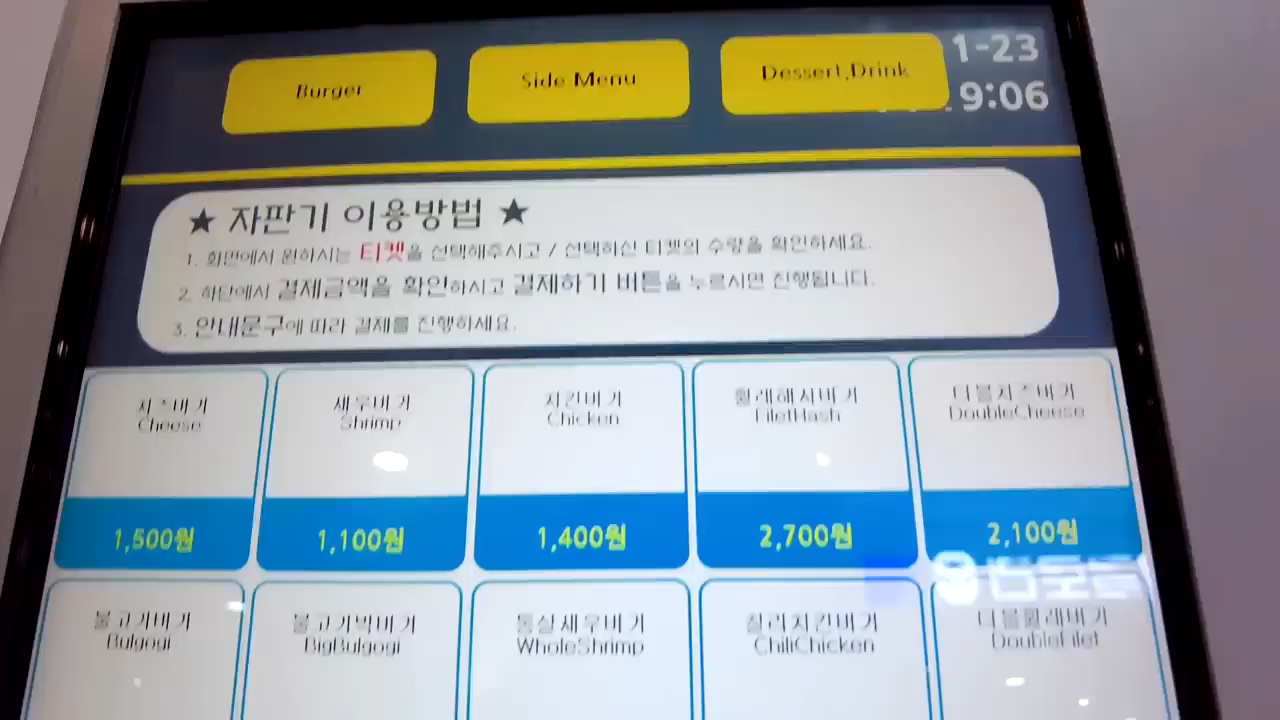 Burger
Side Menu
Dessert,Drink
1-23
9:06
★ 자판기 이용방법 ★
1. 화면에서 원하시는 티켓을 선택해주시고 / 선택하신 티켓의 수량을 확인하세요.
2. 하단에서 결제금액을 확인하시고 결제하기 버튼을 누르시면 진행됩니다.
3. 안내문구에 따라 결제를 진행하세요.
치즈버거
Cheese
1,500원
새우버거
Shrimp
1,100원
치킨버거
Chicken
1,400원
휠레해시버거
FiletHash
2,700원
더블치즈버거
DoubleCheese
2,100원
불고기버거
Bulgogi
불고기빅버거
BigBulgogi
통살새우버거
WholeShrimp
칠리치킨버거
ChiliChicken
더블휠레버거
DoubleFilet